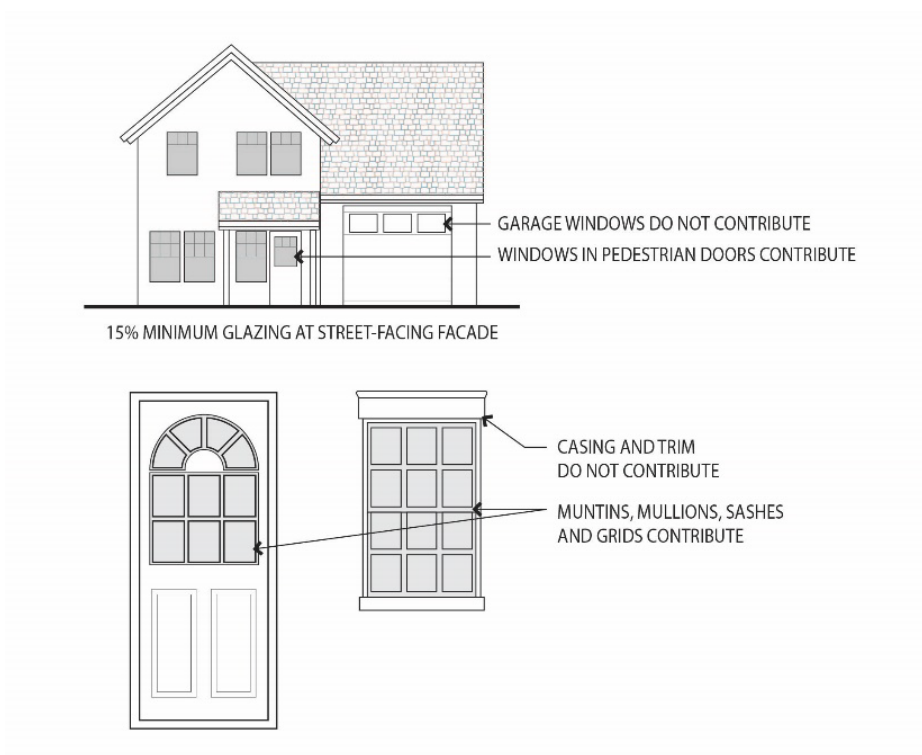 GARAGE WINDOWS DO NOT CONTRIBUTE
WINDOWS IN PEDESTRIAN DOORS CONTRIBUTE
15% MINIMUM GLAZING AT STREET-FACING FACADE
CASING AND TRIM
DO NOT CONTRIBUTE
MUNTINS, MULLIONS, SASHES
AND GRIDS CONTRIBUTE